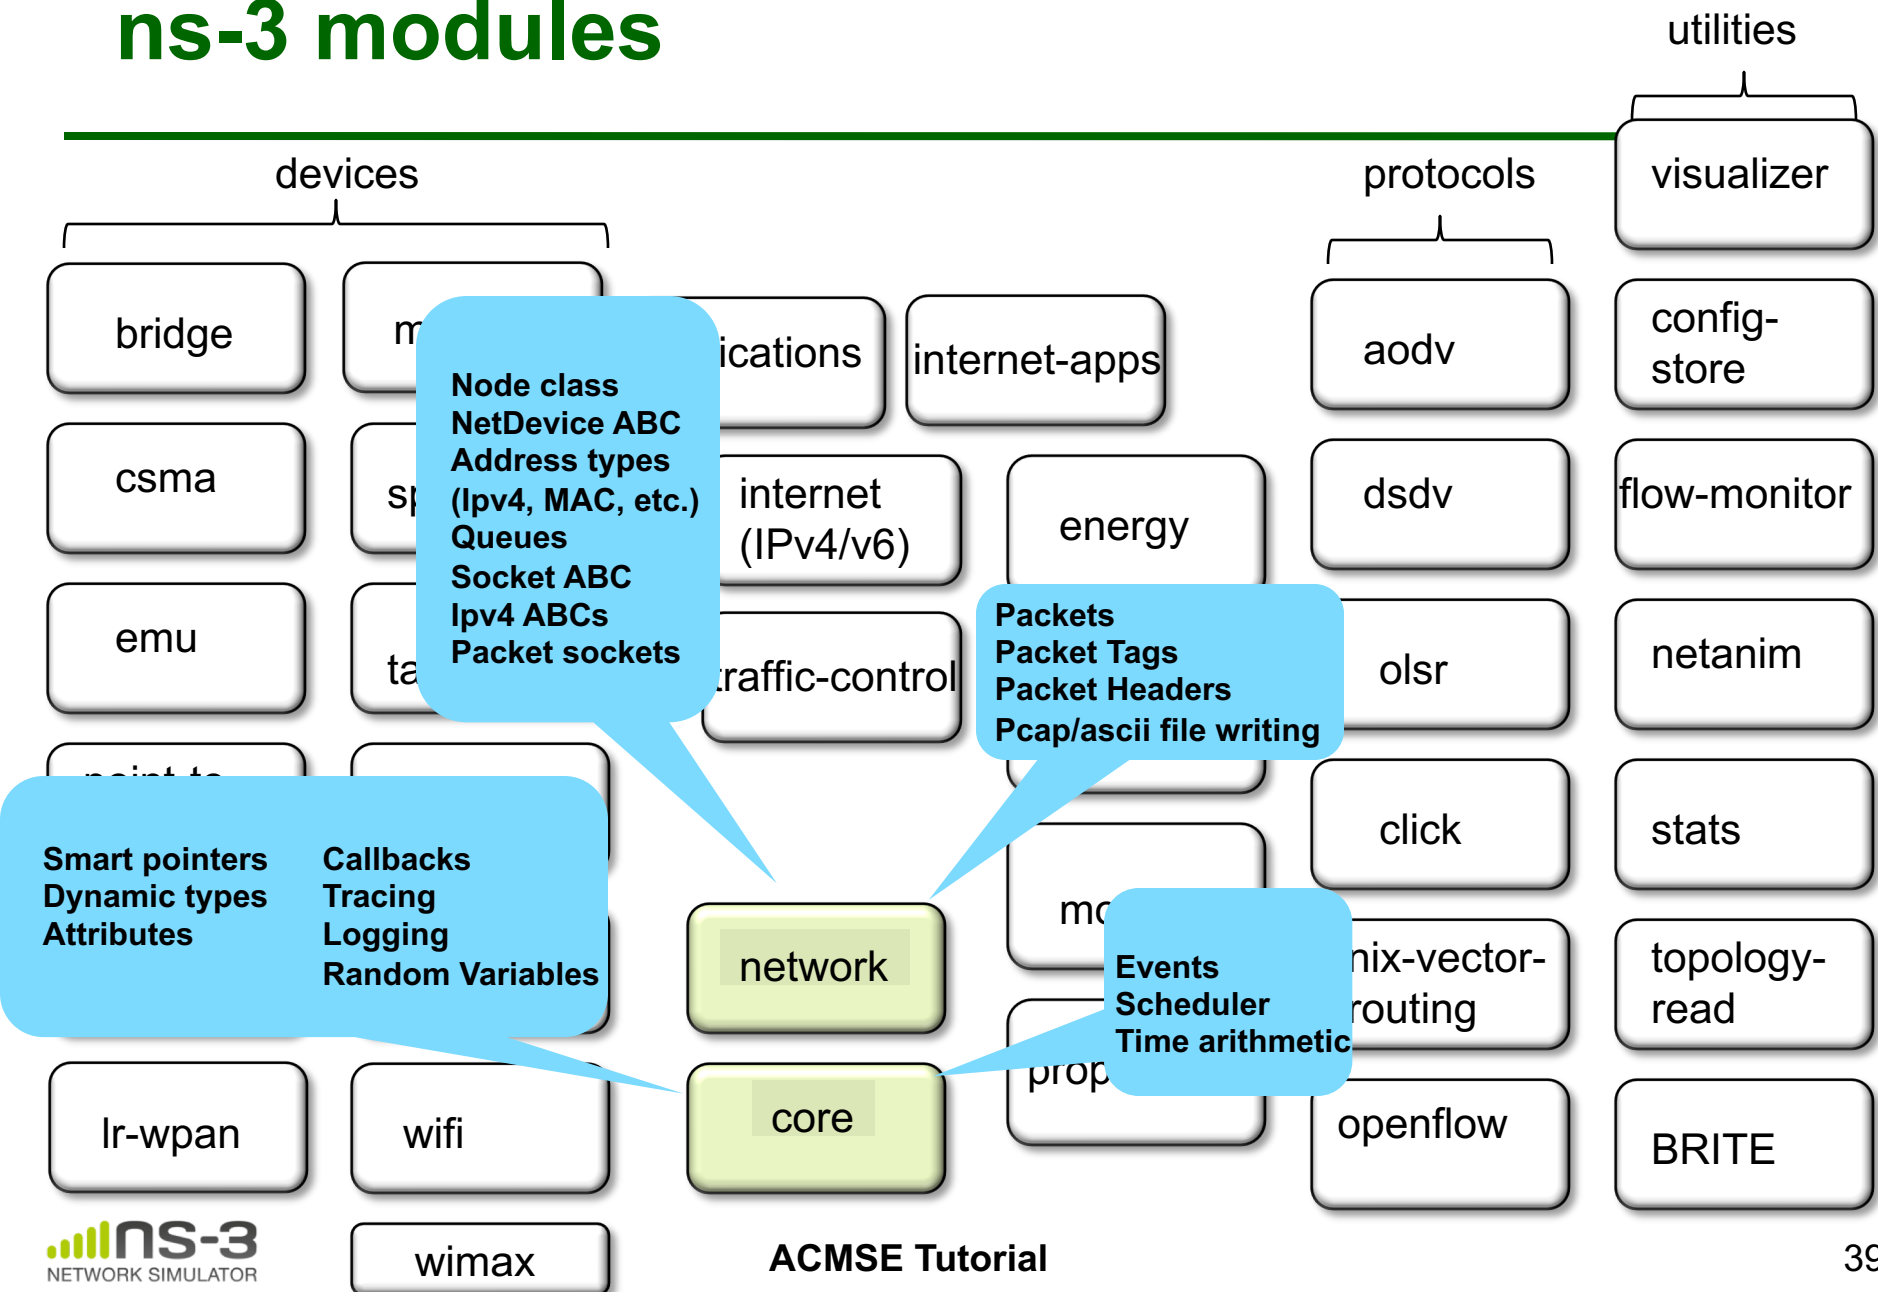 ns-3 modules
utilities
devices
protocols
visualizer
bridge
internet-apps
aodv
config-
store
Node class
NetDevice ABC
Address types
(Ipv4, MAC, etc.)
Queues
Socket ABC
Ipv4 ABCs
Packet sockets
csma
internet
(IPv4/v6)
energy
dsdv
flow-monitor
emu
traffic-control
Packets
Packet Tags
Packet Headers
Pcap/ascii file writing
olsr
netanim
click
stats
Smart pointers
Dynamic types
Attributes
Callbacks
Tracing
Logging
Random Variables
network
Events
Scheduler
Time arithmetic
nix-vector-
routing
topology-
read
lr-wpan
wifi
core
openflow
BRITE
wimax
ns-3
NETWORK SIMULATOR
ACMSE Tutorial
39